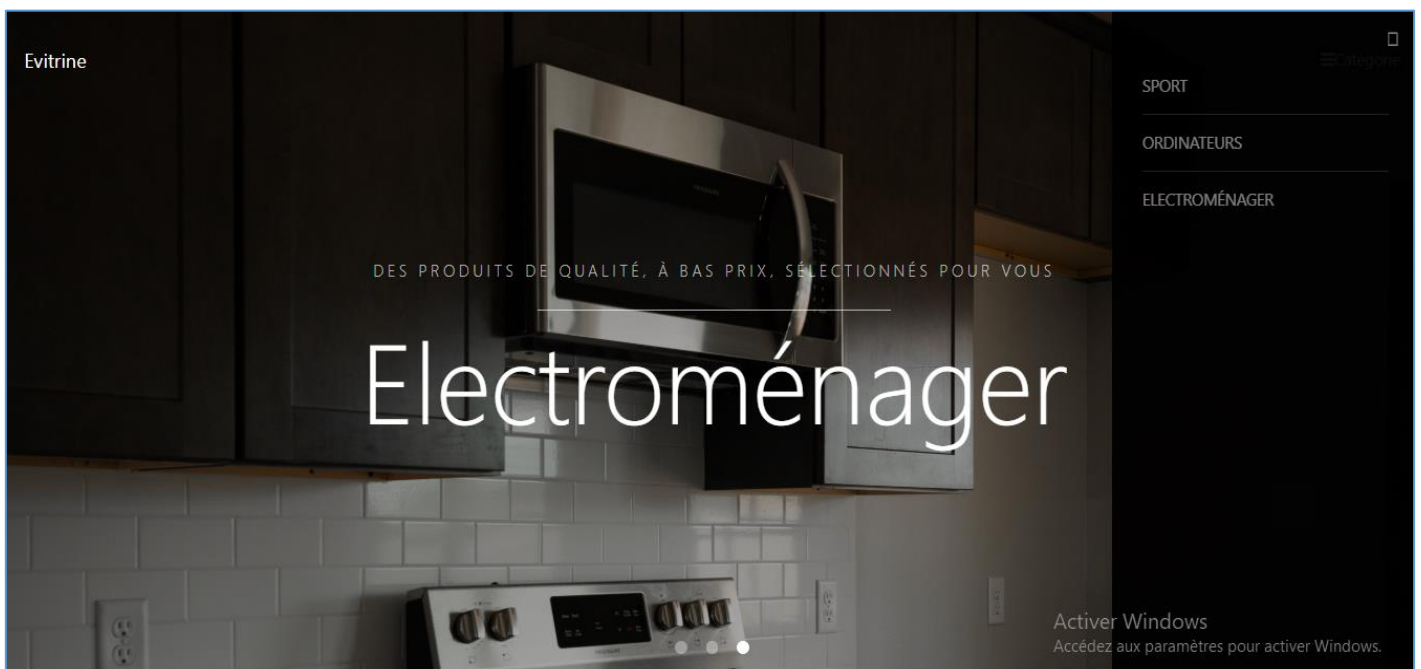 Evitrine
Categorie
SPORT
ORDINATEURS
ELECTROMÉNAGER
DES PRODUITS DE QUALITÉ, À BAS PRIX, SÉLECTIONNÉS POUR VOUS
Electroménager
Activer Windows
Accédez aux paramètres pour activer Windows.